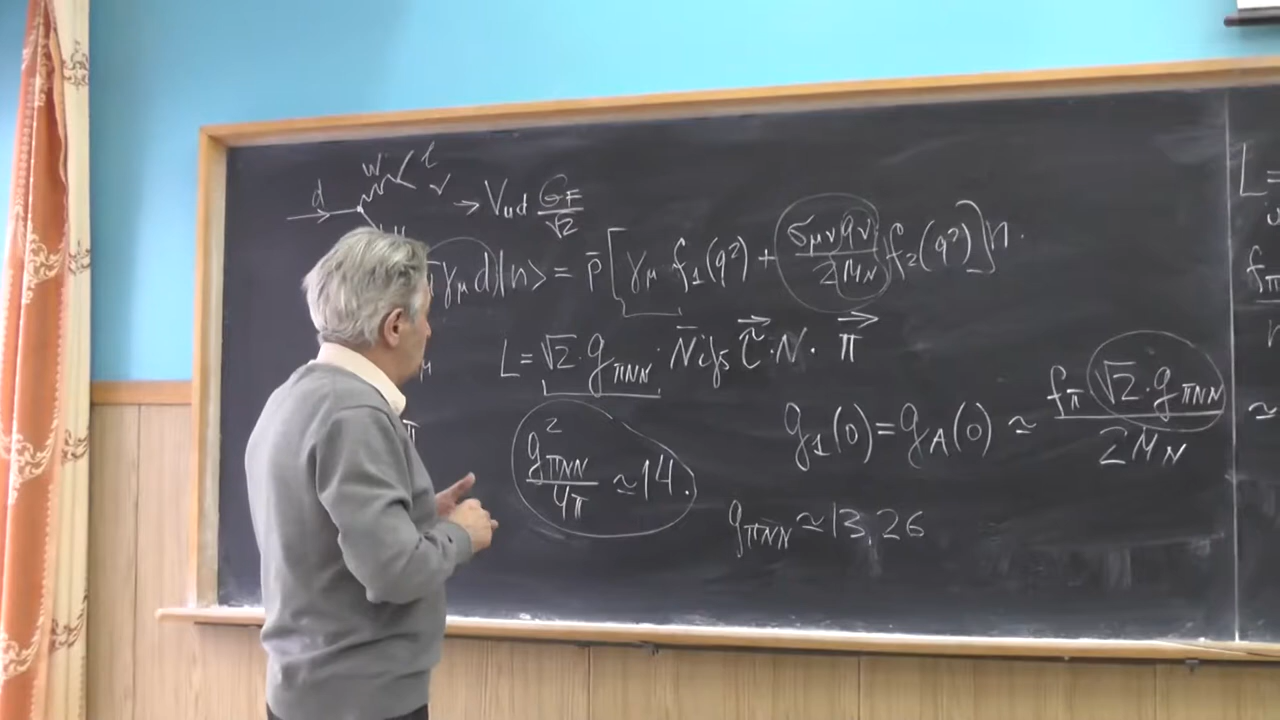 d W ℓ ν → V_ud G_F/√2
γ_μ d)|n> = p̄ [γ_μ f_1(q²) + σ_μν q_ν/2M_N f_2(q²)] n.
L = √2 · g_πNN · N̄ iγ_5 τ⃗ · N · π⃗
g_1(0) = g_A(0) ≃ f_π √2 · g_πNN / 2M_N
g²_πNN/4π ≃ 14.
g_πNN ≃ 13,26
L =
f_π
≃